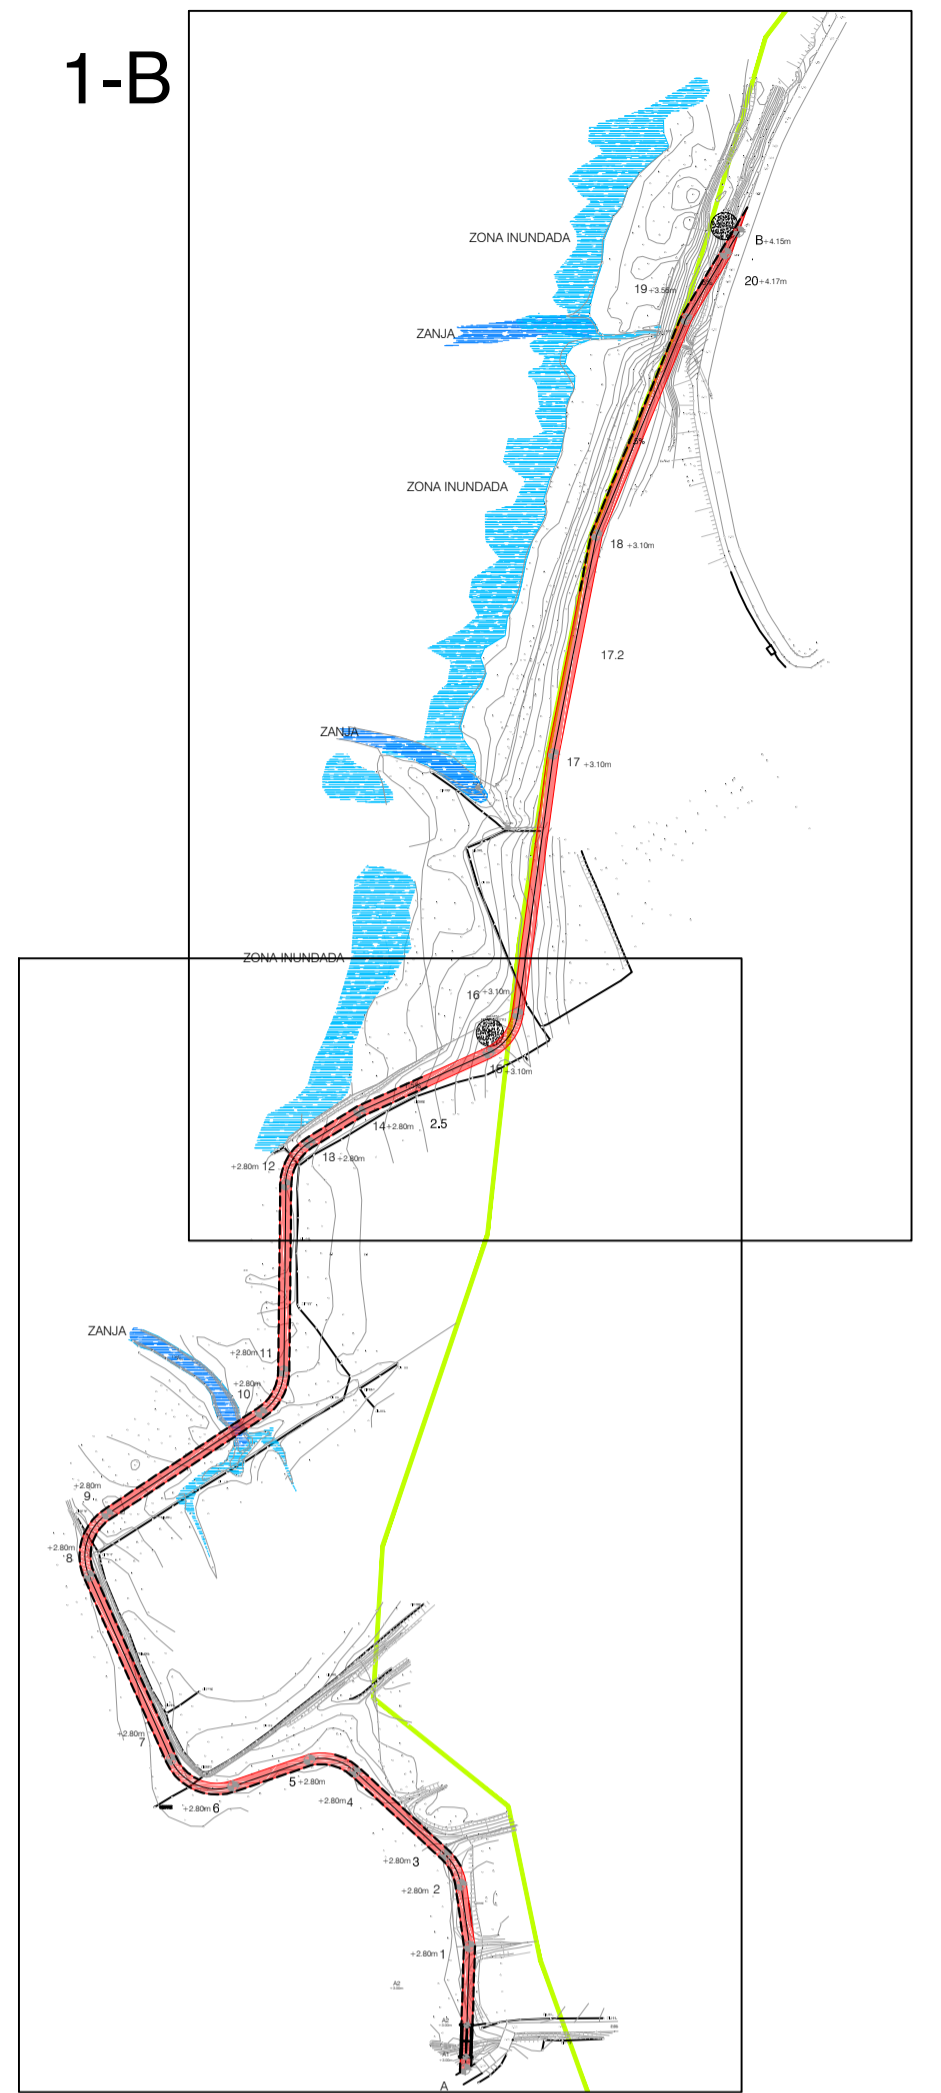 1-B
ZONA INUNDADA
B+4.15m
19 +3.55m
20+4.17m
ZANJA
5%
ZONA INUNDADA
18 +3.10m
17.2
ZANJA
17 +3.10m
ZONA INUNDADA
16 +3.10m
15 +3.10m
14+2.80m 2.5
+2.80m 12
13 +2.80m
ZANJA
+2.80m 11
+2.80m
10
+2.80m
9
+2.80m
8
+2.80m
7
5 +2.80m
+2.80m 4
+2.80m 6
+2.80m 3
+2.80m 2
+2.80m 1
A2
A